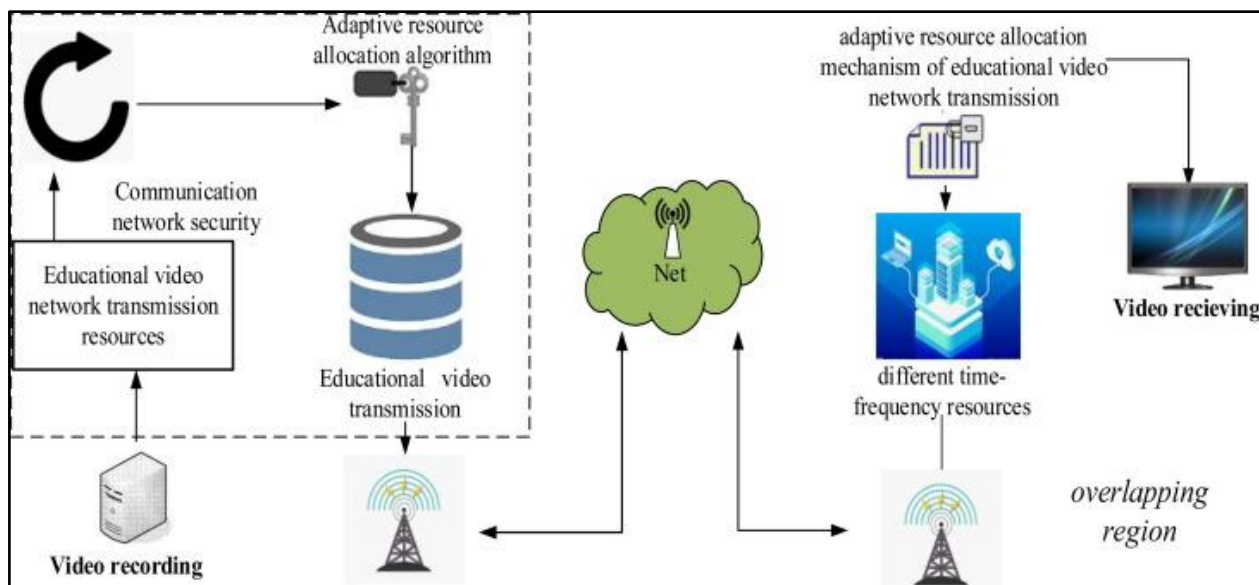 Adaptive resource
allocation algorithm
Communication
network security
Educational video
network transmission
resources
Educational video
transmission
Video recording
Net
adaptive resource allocation
mechanism of educational video
network transmission
Video recieving
different time-
frequency resources
overlapping
region